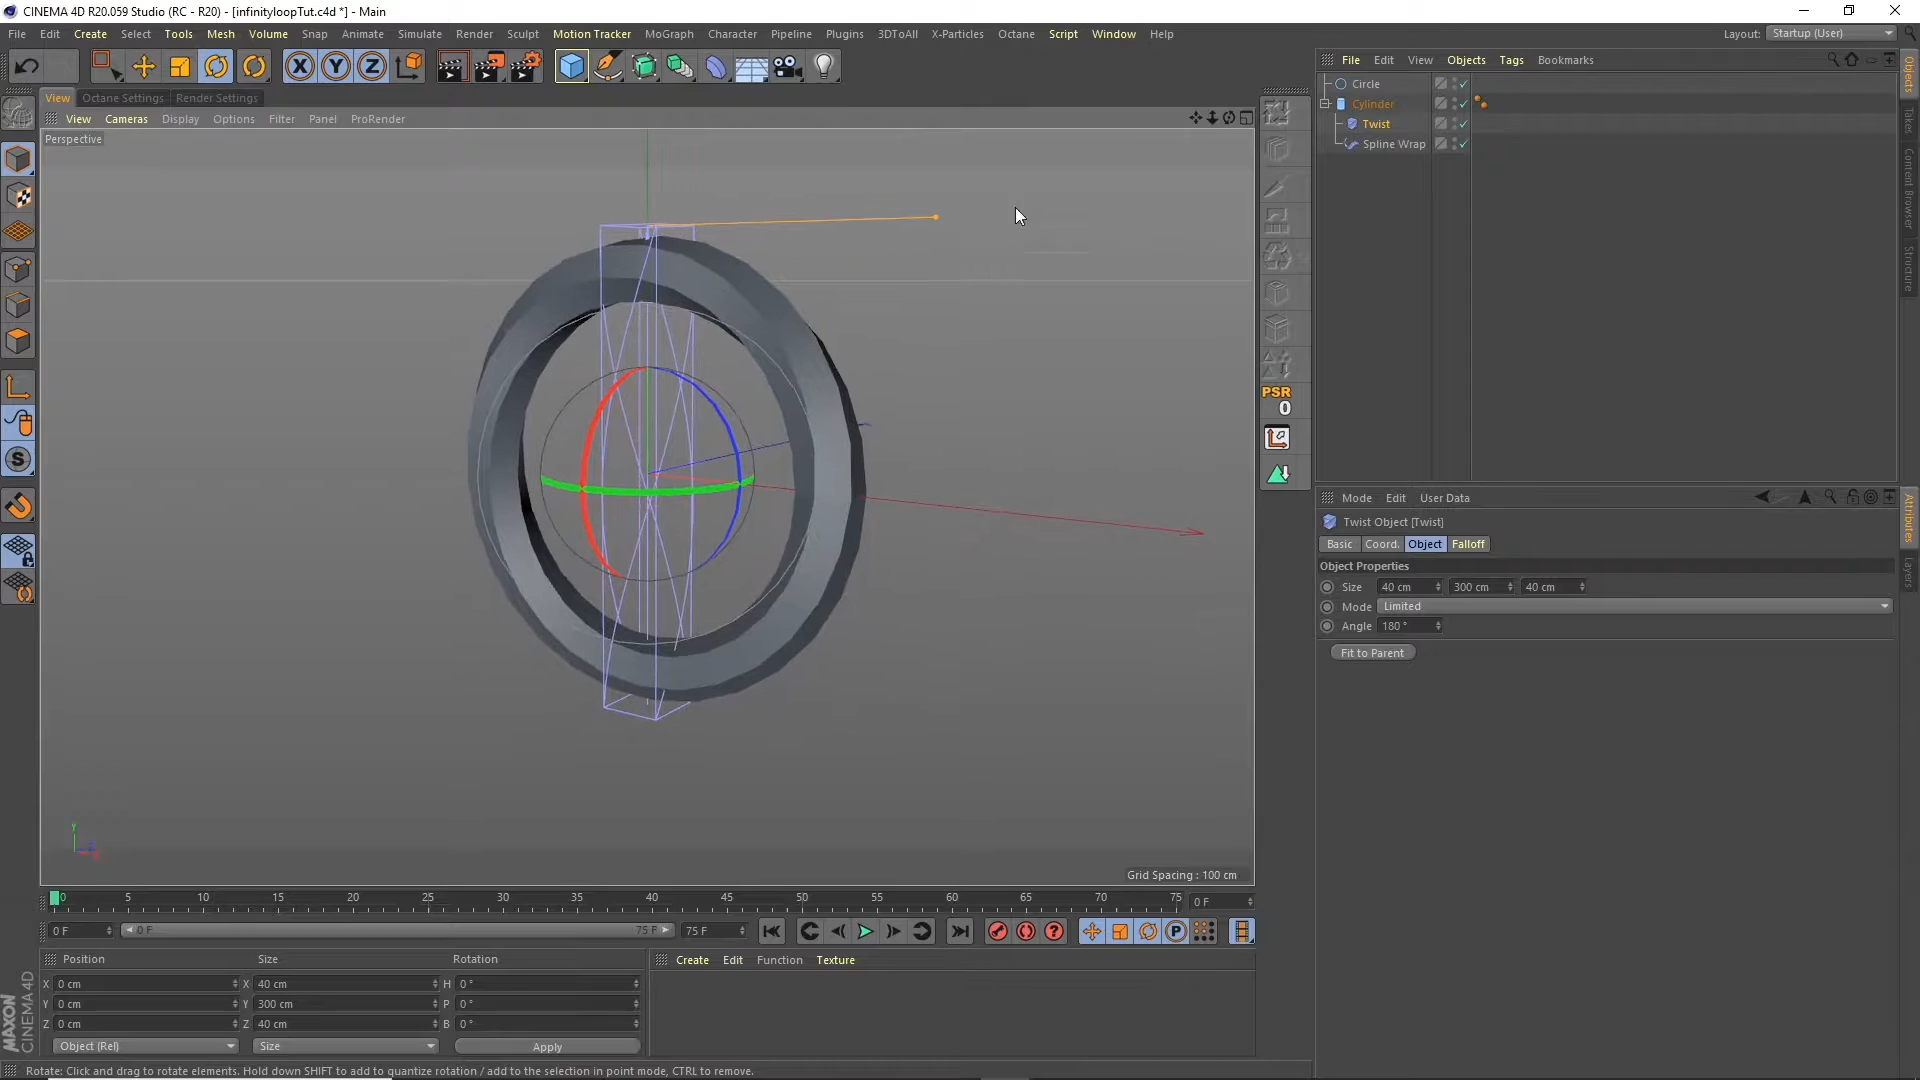 CINEMA 4D R20.059 Studio (RC - R20) - [infinityloopTut.c4d *] - Main
File Edit Create Select Tools Mesh Volume Snap Animate Simulate Render Sculpt Motion Tracker MoGraph Character Pipeline Plugins 3DToAll X-Particles Octane Script Window Help
Layout: Startup (User)
X Y Z
File Edit View Objects Tags Bookmarks
Circle
Cylinder
Twist
Spline Wrap
View Octane Settings Render Settings
View Cameras Display Options Filter Panel ProRender
Perspective
PSR
0
S
Y
Grid Spacing : 100 cm
Objects
Takes
Content Browser
Structure
Mode Edit User Data
Twist Object [Twist]
Basic Coord. Object Falloff
Object Properties
Size 40 cm 300 cm 40 cm
Mode Limited
Angle 180 °
Fit to Parent
Attributes
Layers
0 5 10 15 20 25 30 35 40 45 50 55 60 65 70 75 0 F
0 F 0 F 75 F 75 F
P
Position Size Rotation
X 0 cm X 40 cm H 0 °
Y 0 cm Y 300 cm P 0 °
Z 0 cm Z 40 cm B 0 °
Object (Rel) Size Apply
Create Edit Function Texture
MAXON
CINEMA 4D
Rotate: Click and drag to rotate elements. Hold down SHIFT to add to quantize rotation / add to the selection in point mode, CTRL to remove.